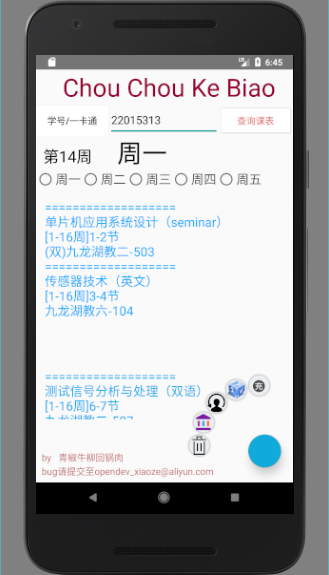 6:45
Chou Chou Ke Biao
学号/一卡通 22015313 查询课表
第14周 周一
周一 周二 周三 周四 周五
===================
单片机应用系统设计（seminar）
[1-16周]1-2节
(双)九龙湖教二-503
===================
传感器技术（英文）
[1-16周]3-4节
九龙湖教六-104
===================
测试信号分析与处理（双语）
[1-16周]6-7节
充
by 青椒牛柳回锅肉
bug请提交至opendev_xiaoze@aliyun.com